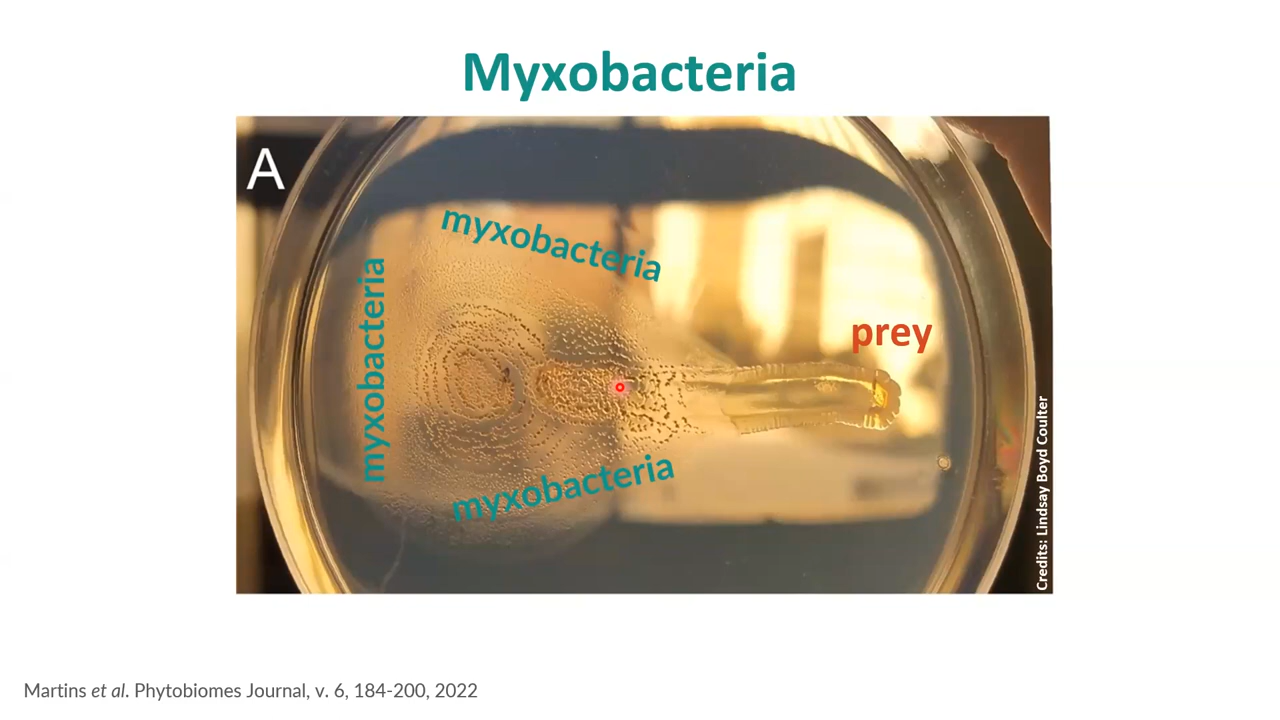 Myxobacteria
A
myxobacteria
myxobacteria
prey
myxobacteria
Credits: Lindsay Boyd Coulter
Martins et al. Phytobiomes Journal, v. 6, 184-200, 2022